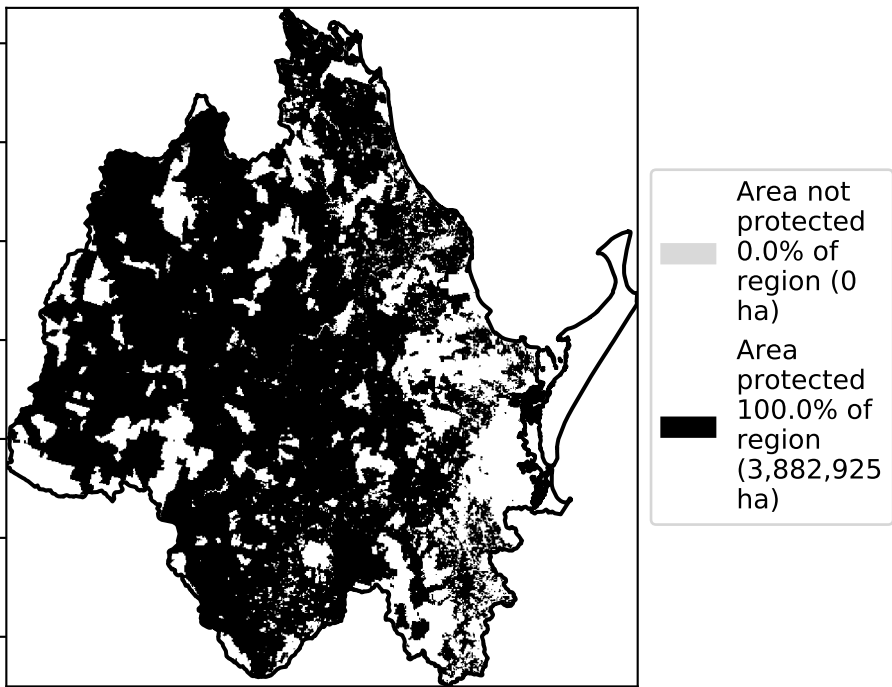 Area not
protected
0.0% of
region (0
ha)
Area
protected
100.0% of
region
(3,882,925
ha)